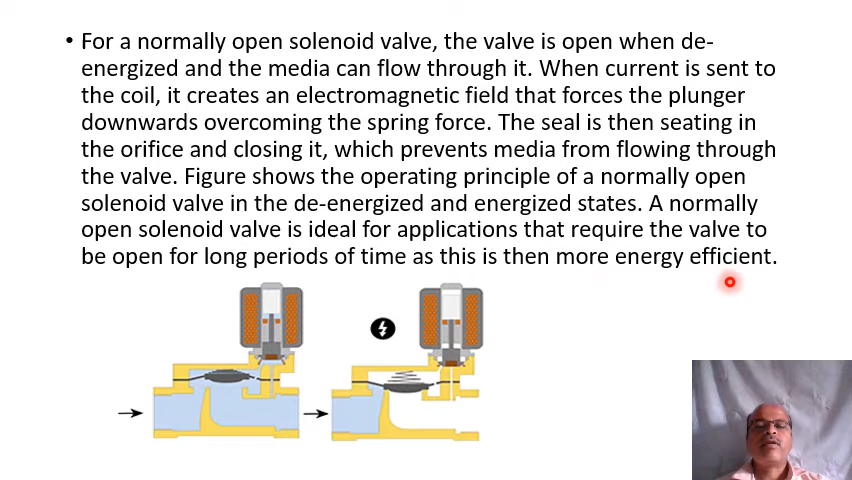 • For a normally open solenoid valve, the valve is open when de-
energized and the media can flow through it. When current is sent to
the coil, it creates an electromagnetic field that forces the plunger
downwards overcoming the spring force. The seal is then seating in
the orifice and closing it, which prevents media from flowing through
the valve. Figure shows the operating principle of a normally open
solenoid valve in the de-energized and energized states. A normally
open solenoid valve is ideal for applications that require the valve to
be open for long periods of time as this is then more energy efficient.